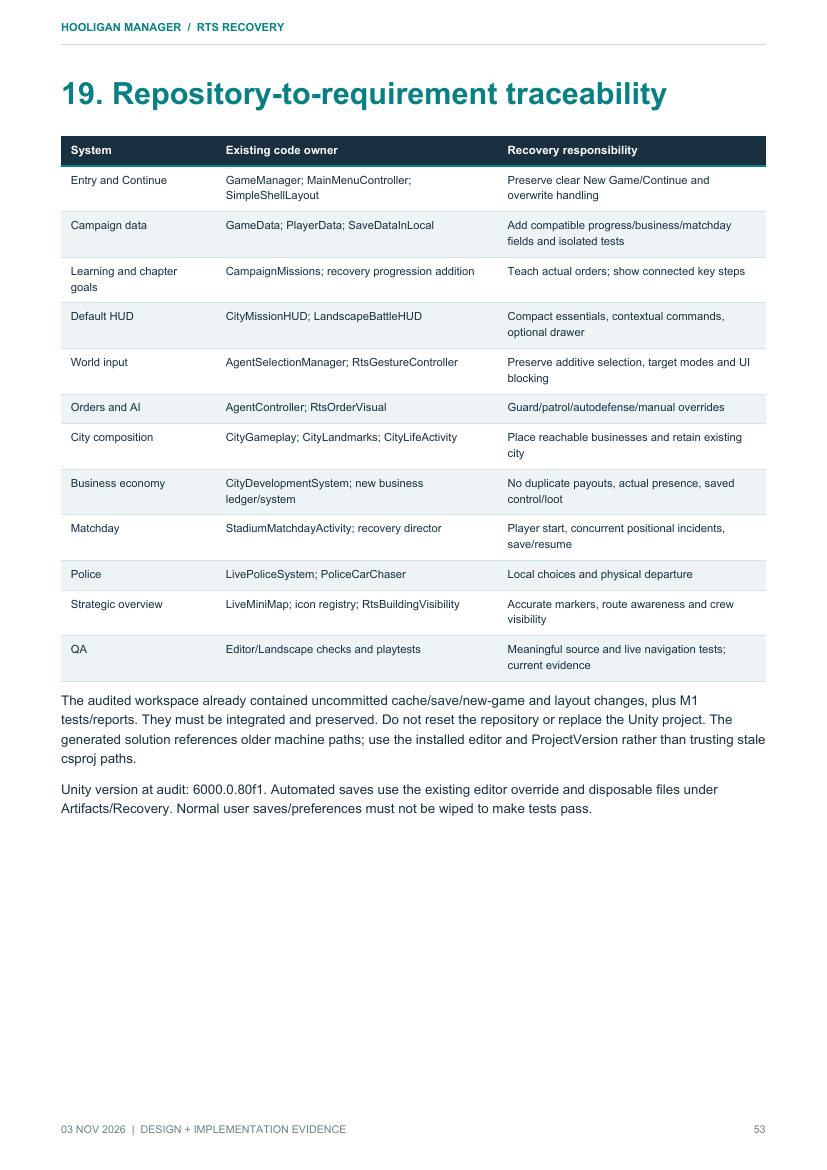 HOOLIGAN MANAGER / RTS RECOVERY
19. Repository-to-requirement traceability
System Existing code owner Recovery responsibility
Entry and Continue GameManager; MainMenuController; Preserve clear New Game/Continue and
SimpleShellLayout overwrite handling
Campaign data GameData; PlayerData; SaveDataInLocal Add compatible progress/business/matchday
fields and isolated tests
Learning and chapter CampaignMissions; recovery progression addition Teach actual orders; show connected key steps
goals
Default HUD CityMissionHUD; LandscapeBattleHUD Compact essentials, contextual commands,
optional drawer
World input AgentSelectionManager; RtsGestureController Preserve additive selection, target modes and UI
blocking
Orders and AI AgentController; RtsOrderVisual Guard/patrol/autodefense/manual overrides
City composition CityGameplay; CityLandmarks; CityLifeActivity Place reachable businesses and retain existing
city
Business economy CityDevelopmentSystem; new business No duplicate payouts, actual presence, saved
ledger/system control/loot
Matchday StadiumMatchdayActivity; recovery director Player start, concurrent positional incidents,
save/resume
Police LivePoliceSystem; PoliceCarChaser Local choices and physical departure
Strategic overview LiveMiniMap; icon registry; RtsBuildingVisibility Accurate markers, route awareness and crew
visibility
QA Editor/Landscape checks and playtests Meaningful source and live navigation tests;
current evidence
The audited workspace already contained uncommitted cache/save/new-game and layout changes, plus M1
tests/reports. They must be integrated and preserved. Do not reset the repository or replace the Unity project. The
generated solution references older machine paths; use the installed editor and ProjectVersion rather than trusting stale
csproj paths.
Unity version at audit: 6000.0.80f1. Automated saves use the existing editor override and disposable files under
Artifacts/Recovery. Normal user saves/preferences must not be wiped to make tests pass.
03 NOV 2026 | DESIGN + IMPLEMENTATION EVIDENCE 53